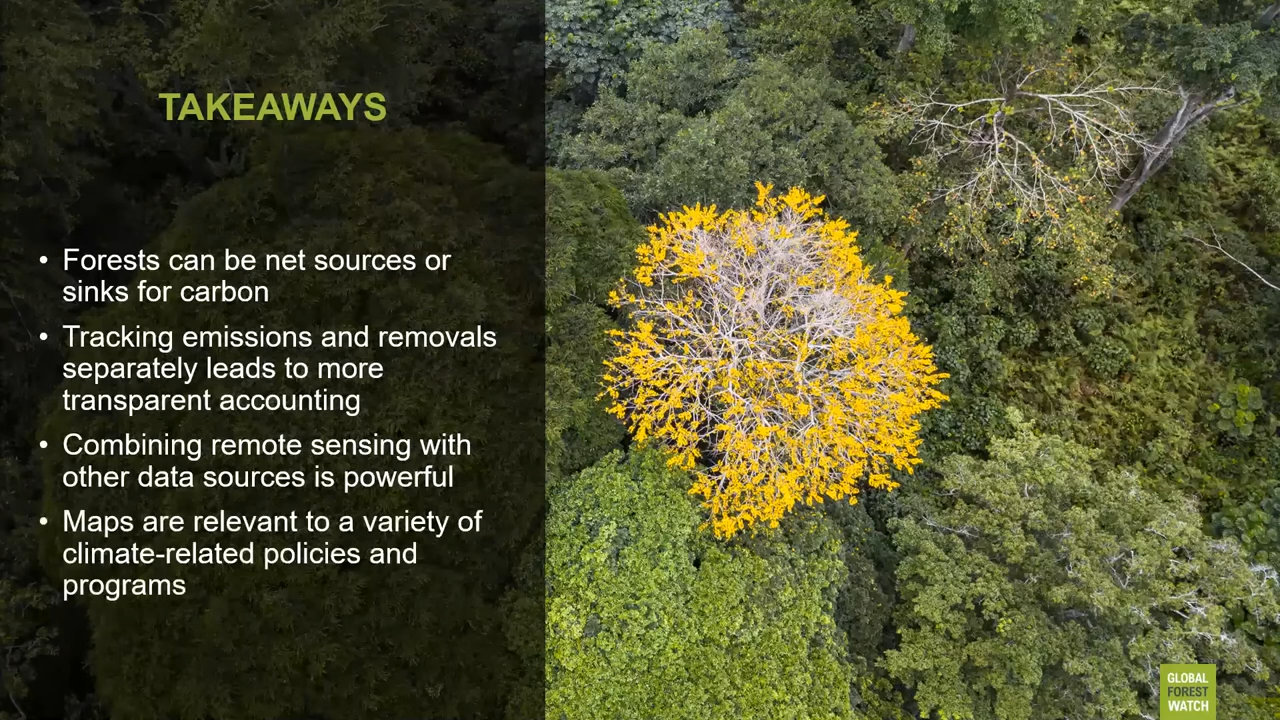 TAKEAWAYS
• Forests can be net sources or
sinks for carbon
• Tracking emissions and removals
separately leads to more
transparent accounting
• Combining remote sensing with
other data sources is powerful
• Maps are relevant to a variety of
climate-related policies and
programs
GLOBAL
FOREST
WATCH